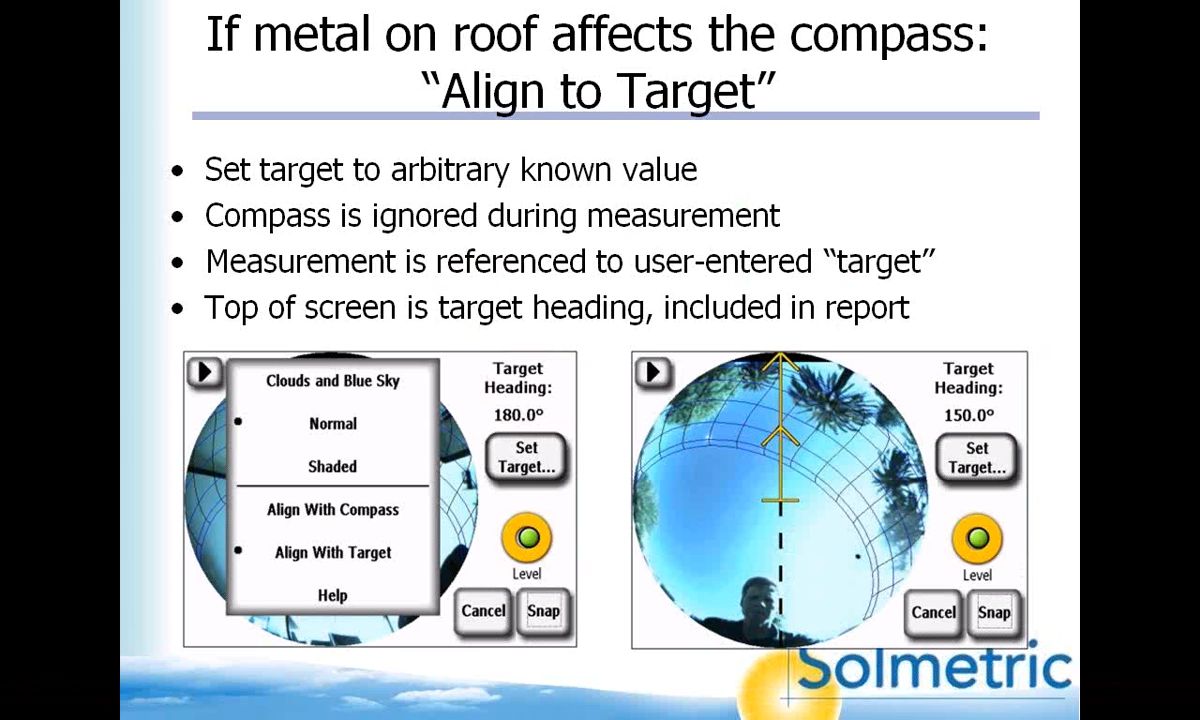 If metal on roof affects the compass:
“Align to Target”
• Set target to arbitrary known value
• Compass is ignored during measurement
• Measurement is referenced to user-entered “target”
• Top of screen is target heading, included in report
Clouds and Blue Sky
• Normal
Shaded
Align With Compass
• Align With Target
Help
Target
Heading:
180.0º
Set
Target...
Level
Cancel
Snap
Target
Heading:
150.0º
Set
Target...
Level
Cancel
Snap
Solmetric